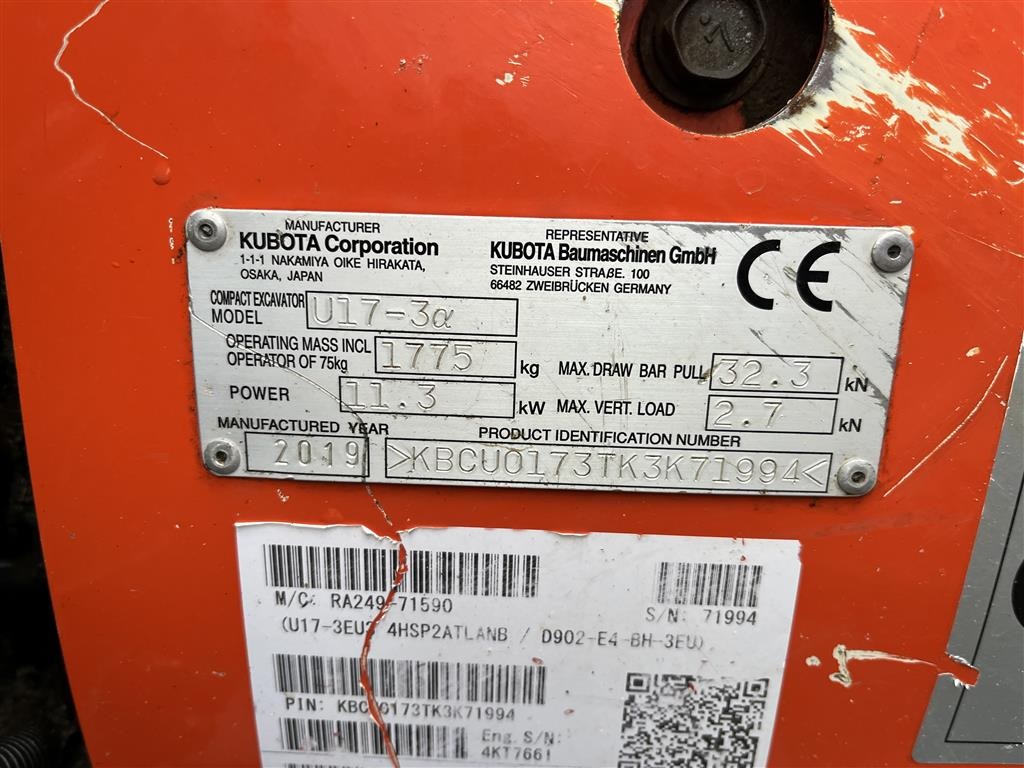 MANUFACTURER
KUBOTA Corporation
1-1-1 NAKAMIYA OIKE HIRAKATA,
OSAKA, JAPAN
REPRESENTATIVE
KUBOTA Baumaschinen GmbH
STEINHAUSER STRAßE. 100
66482 ZWEIBRÜCKEN GERMANY
CE
COMPACT EXCAVATOR
MODEL U17-3α
OPERATING MASS INCL
OPERATOR OF 75kg 1775 kg
MAX. DRAW BAR PULL 32.3 kN
POWER 11.3 kW
MAX. VERT. LOAD 2.7 kN
MANUFACTURED YEAR
2019
PRODUCT IDENTIFICATION NUMBER
>KBCU0173TK3K71994<
M/C: RA249-71590
S/N: 71994
(U17-3EU2 4HSP2ATLANB / D902-E4-BH-3EU)
PIN: KBCU0173TK3K71994
Eng.S/N:
4KT7661